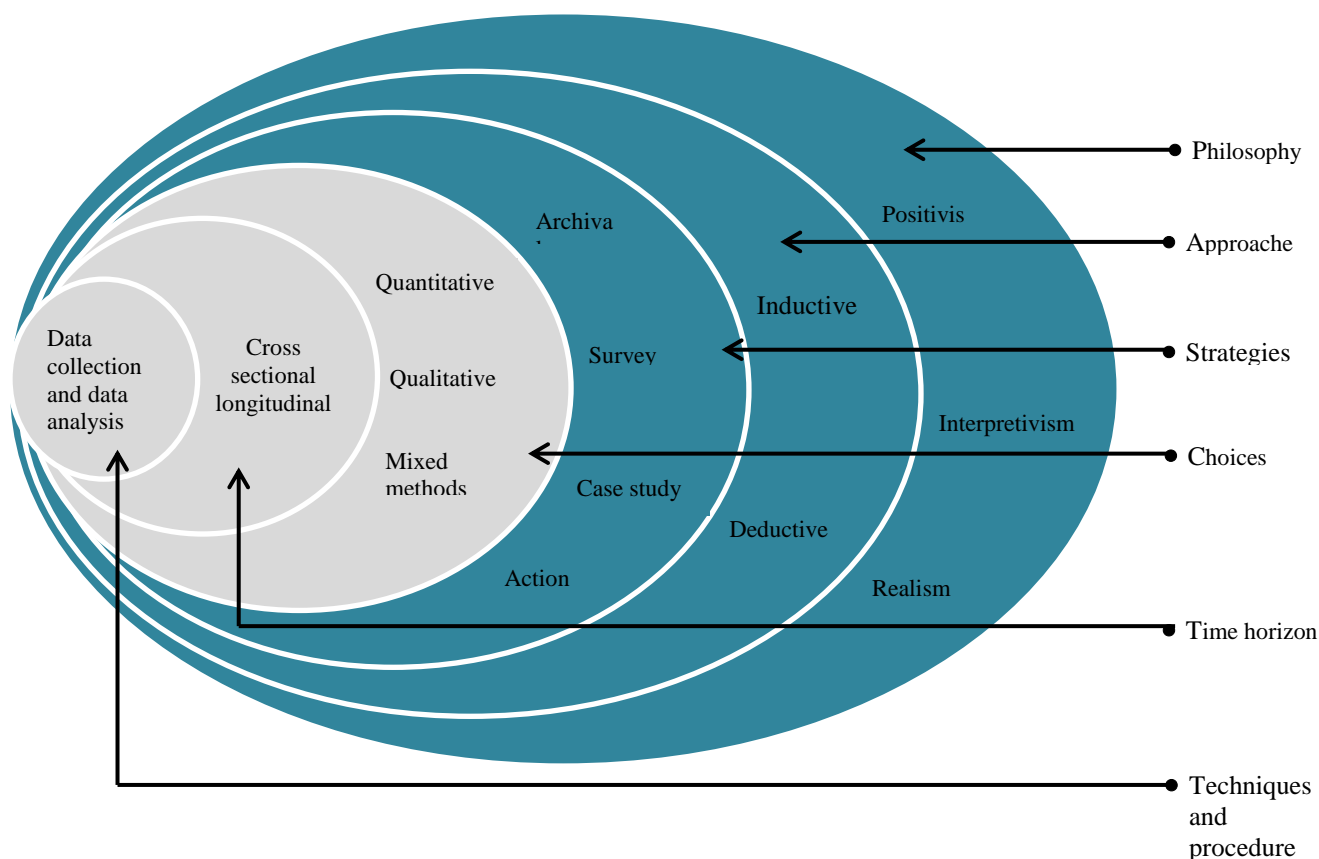 Philosophy
Positivis
Archiva
Approache
Quantitative
Inductive
Data
collection
and data
analysis
Cross
sectional
longitudinal
Survey
Strategies
Qualitative
Interpretivism
Mixed
methods
Choices
Case study
Deductive
Action
Realism
Time horizon
Techniques
and
procedure